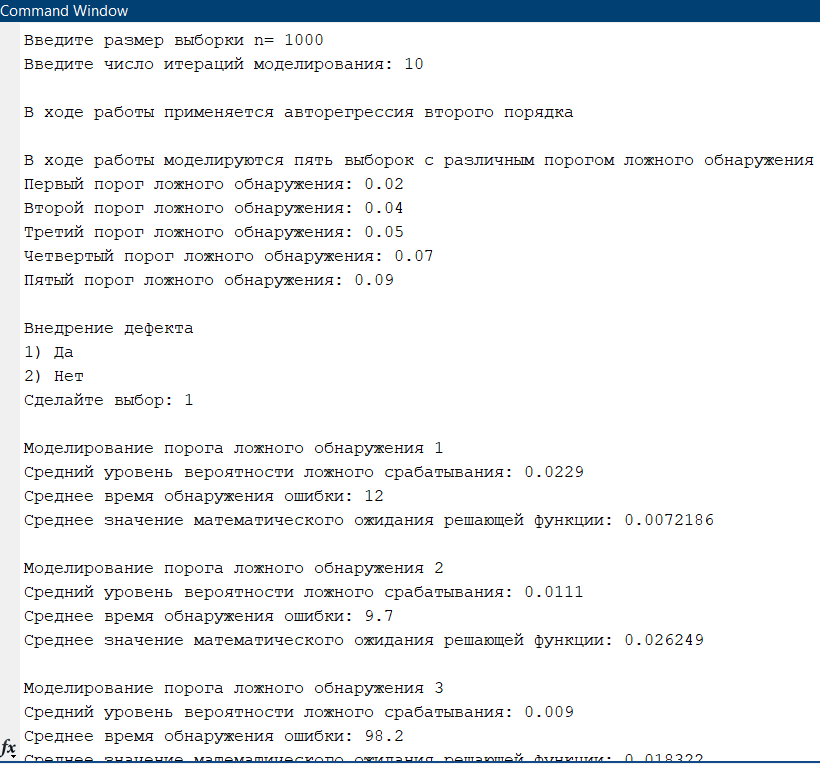 Command Window
Введите размер выборки n= 1000
Введите число итераций моделирования: 10
В ходе работы применяется авторегрессия второго порядка
В ходе работы моделируются пять выборок с различным порогом ложного обнаружения
Первый порог ложного обнаружения: 0.02
Второй порог ложного обнаружения: 0.04
Третий порог ложного обнаружения: 0.05
Четвертый порог ложного обнаружения: 0.07
Пятый порог ложного обнаружения: 0.09
Внедрение дефекта
1) Да
2) Нет
Сделайте выбор: 1
Моделирование порога ложного обнаружения 1
Средний уровень вероятности ложного срабатывания: 0.0229
Среднее время обнаружения ошибки: 12
Среднее значение математического ожидания решающей функции: 0.0072186
Моделирование порога ложного обнаружения 2
Средний уровень вероятности ложного срабатывания: 0.0111
Среднее время обнаружения ошибки: 9.7
Среднее значение математического ожидания решающей функции: 0.026249
Моделирование порога ложного обнаружения 3
Средний уровень вероятности ложного срабатывания: 0.009
Среднее время обнаружения ошибки: 98.2
fx
Среднее значение математического ожидания решающей функции: 0.018322